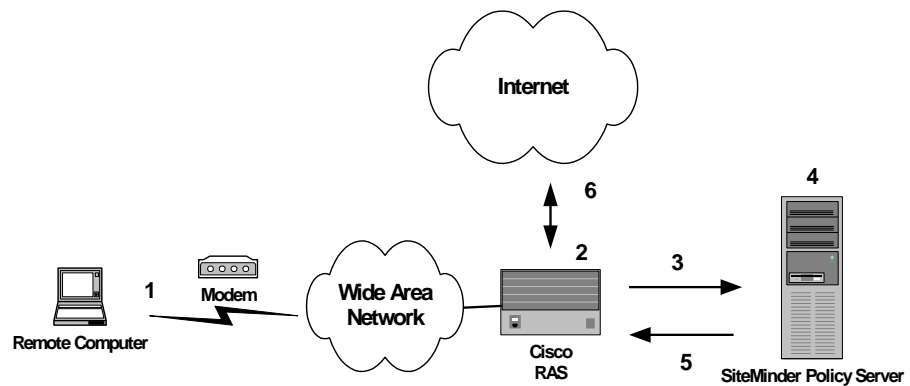 Internet
6
4
2
3
1
Modem
Wide Area
Network
Remote Computer
Cisco
RAS
5
SiteMinder Policy Server